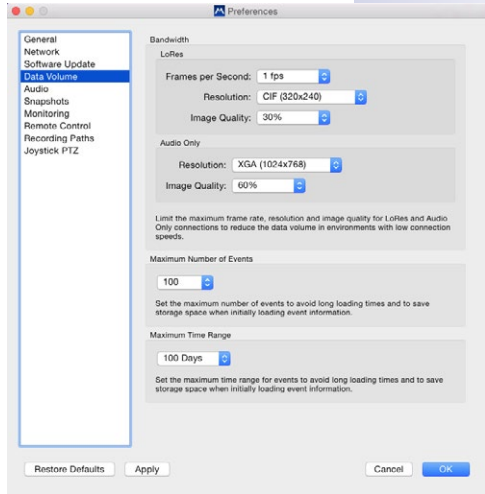 Preferences
General
Network
Software Update
Data Volume
Audio
Snapshots
Monitoring
Remote Control
Recording Paths
Joystick PTZ
Bandwidth
LoRes
Frames per Second: 1 fps
Resolution: CIF (320x240)
Image Quality: 30%
Audio Only
Resolution: XGA (1024x768)
Image Quality: 60%
Limit the maximum frame rate, resolution and image quality for LoRes and Audio
Only connections to reduce the data volume in environments with low connection
speeds.
Maximum Number of Events
100
Set the maximum number of events to avoid long loading times and to save
storage space when initially loading event information.
Maximum Time Range
100 Days
Set the maximum time range for events to avoid long loading times and to save
storage space when initially loading event information.
Restore Defaults Apply Cancel OK